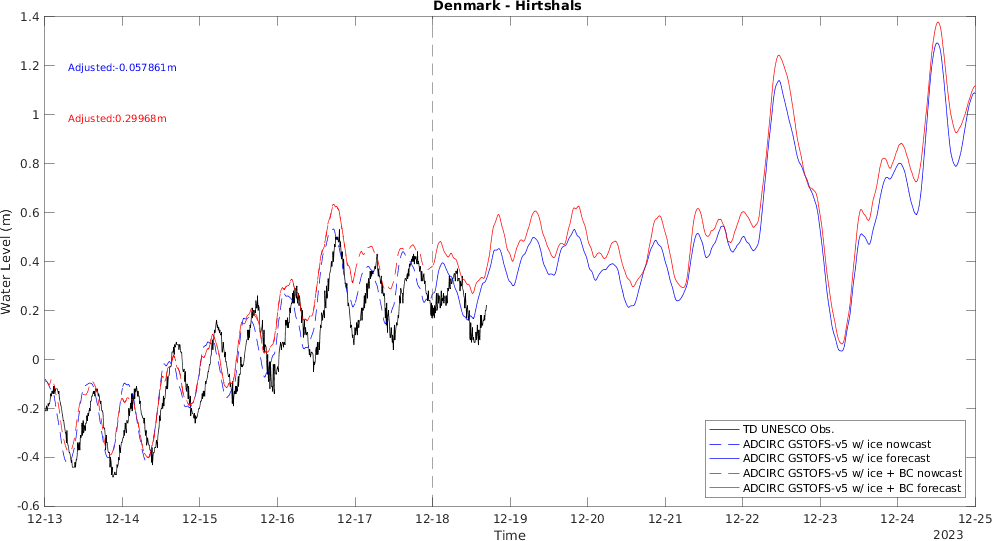 Denmark - Hirtshals
1.4
1.2
1
0.8
0.6
0.4
0.2
0
-0.2
-0.4
-0.6
Water Level (m)
Adjusted:-0.057861m
Adjusted:0.29968m
TD UNESCO Obs.
ADCIRC GSTOFS-v5 w/ ice nowcast
ADCIRC GSTOFS-v5 w/ ice forecast
ADCIRC GSTOFS-v5 w/ ice + BC nowcast
ADCIRC GSTOFS-v5 w/ ice + BC forecast
12-13 12-14 12-15 12-16 12-17 12-18 12-19 12-20 12-21 12-22 12-23 12-24 12-25
Time
2023